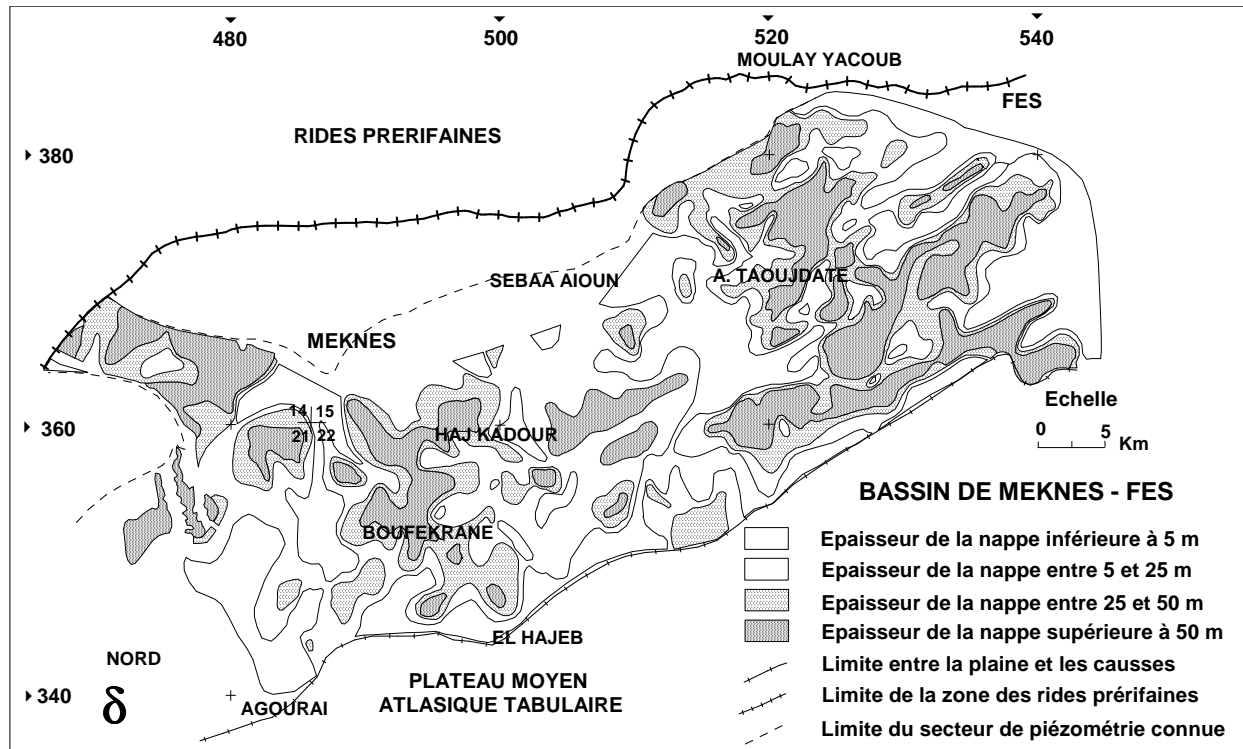 480 500 520 540
MOULAY YACOUB
FES
RIDES PRERIFAINES
380
SEBAA AIOUN
A. TAOUJDATE
MEKNES
Echelle
0 5
Km
14 15
21 22
360
HAJ KADOUR
BOUFEKRANE
EL HAJEB
NORD
δ
340
AGOURAI
PLATEAU MOYEN
ATLASIQUE TABULAIRE
BASSIN DE MEKNES - FES
Epaisseur de la nappe inférieure à 5 m
Epaisseur de la nappe entre 5 et 25 m
Epaisseur de la nappe entre 25 et 50 m
Epaisseur de la nappe supérieure à 50 m
Limite entre la plaine et les causses
Limite de la zone des rides prérifaines
Limite du secteur de piézométrie connue